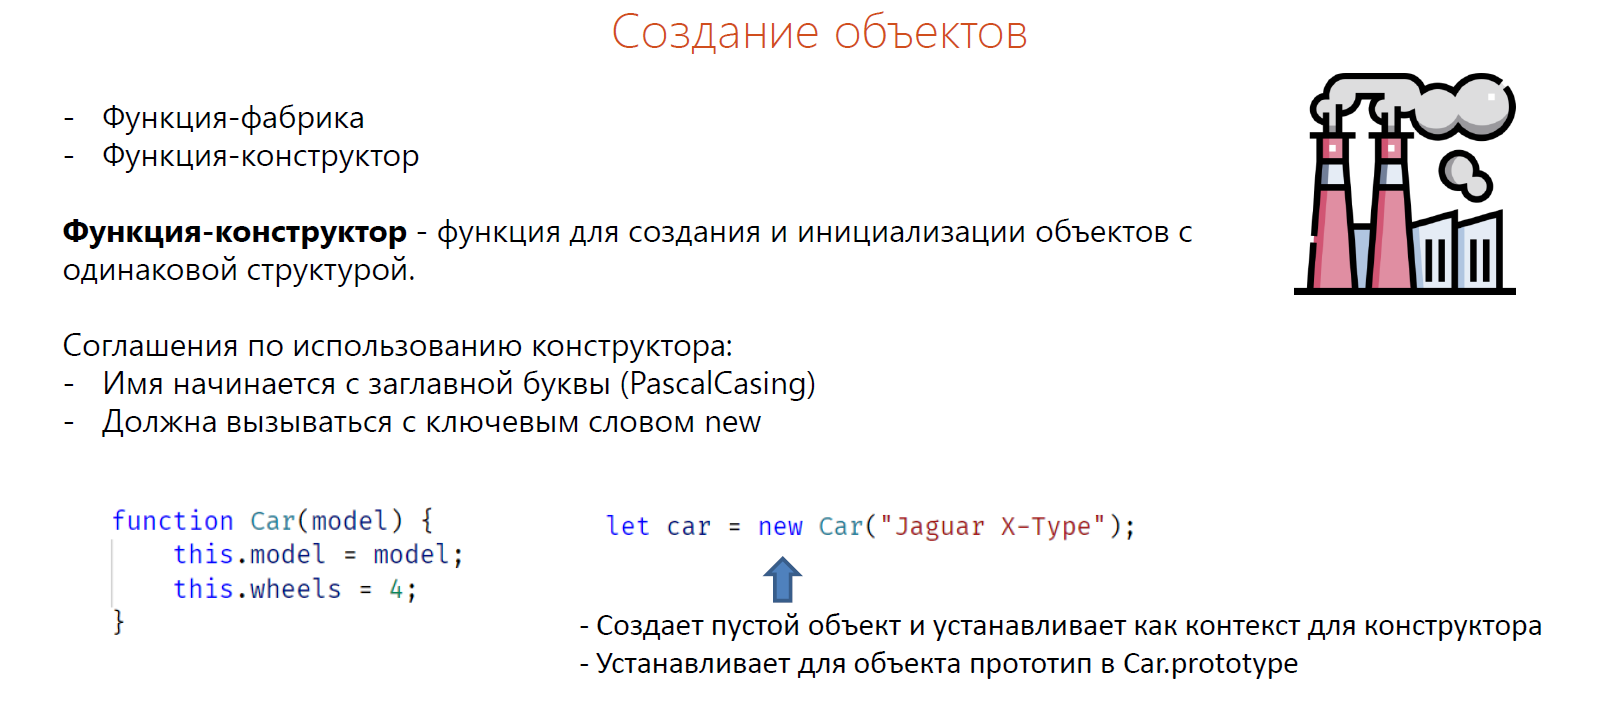 Создание объектов
- Функция-фабрика
- Функция-конструктор
Функция-конструктор - функция для создания и инициализации объектов с
одинаковой структурой.
Соглашения по использованию конструктора:
- Имя начинается с заглавной буквы (PascalCasing)
- Должна вызываться с ключевым словом new
function Car(model) {
this.model = model;
this.wheels = 4;
}
let car = new Car("Jaguar X-Type");
- Создает пустой объект и устанавливает как контекст для конструктора
- Устанавливает для объекта прототип в Car.prototype